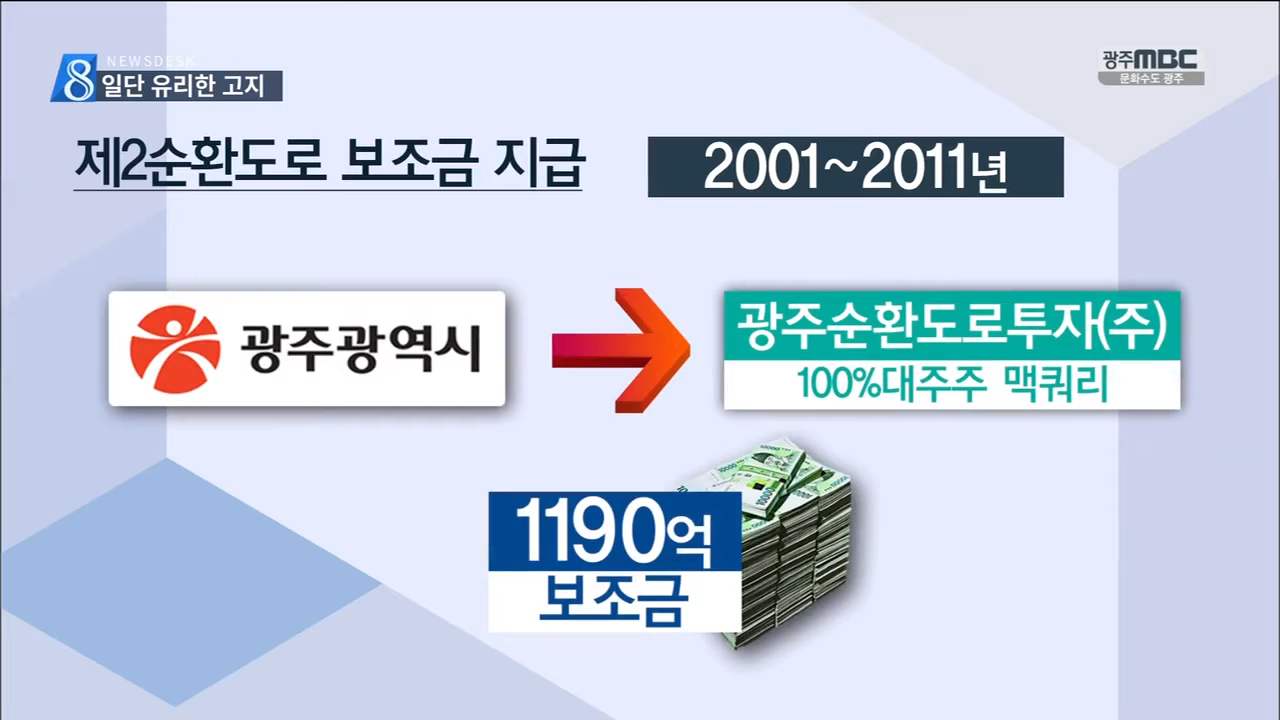 NEWSDESK
8 일단 유리한 고지
광주MBC
문화수도 광주
제2순환도로 보조금 지급
2001~2011년
광주광역시
광주순환도로투자(주)
100%대주주 맥쿼리
1190억
보조금
10000
10000